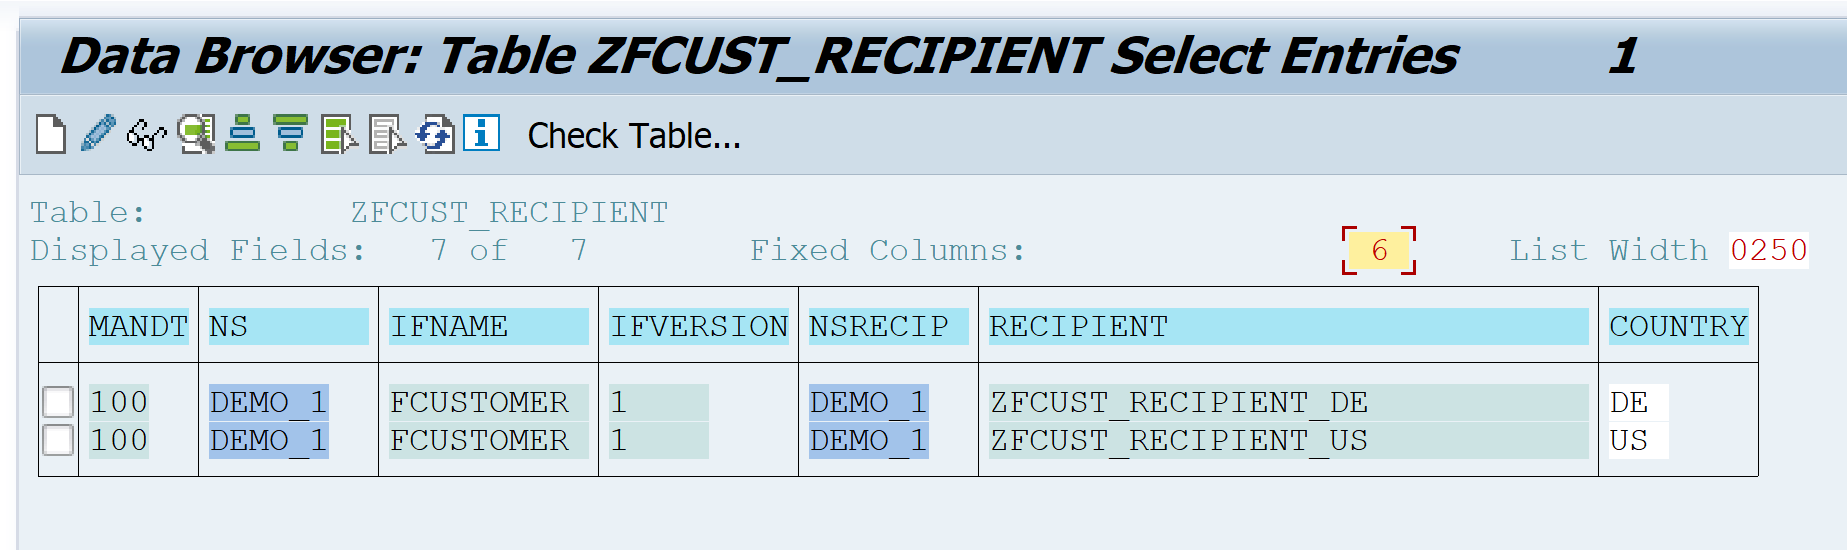 Data Browser: Table ZFCUST_RECIPIENT Select Entries 1
Check Table...
Table: ZFCUST_RECIPIENT
Displayed Fields: 7 of 7 Fixed Columns: 6 List Width 0250
MANDT NS IFNAME IFVERSION NSRECIP RECIPIENT COUNTRY
100 DEMO_1 FCUSTOMER 1 DEMO_1 ZFCUST_RECIPIENT_DE DE
100 DEMO_1 FCUSTOMER 1 DEMO_1 ZFCUST_RECIPIENT_US US